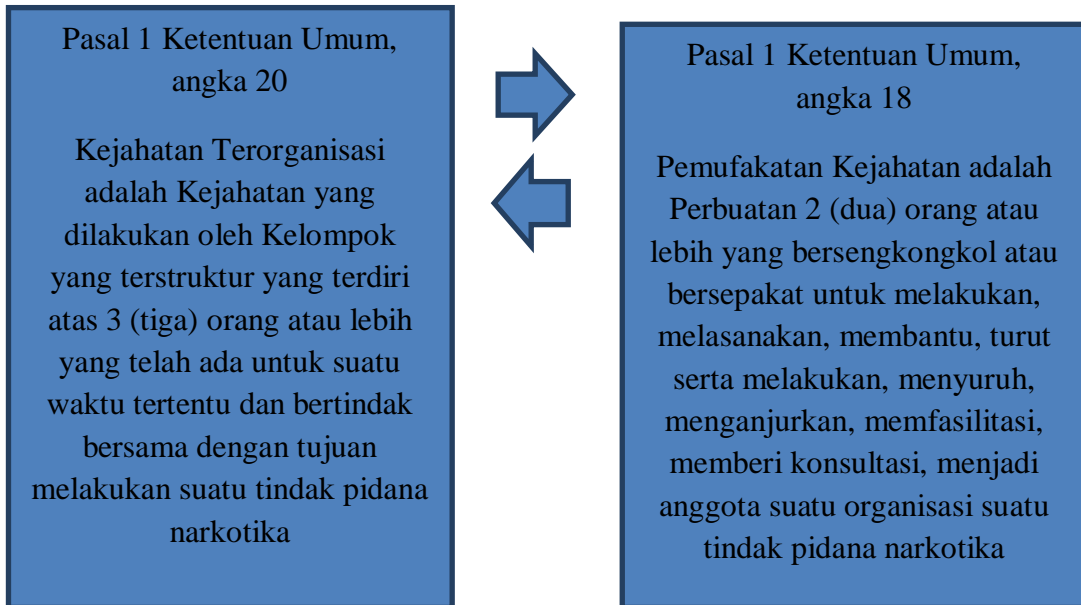 Pasal 1 Ketentuan Umum,
angka 20
Kejahatan Terorganisasi
adalah Kejahatan yang
dilakukan oleh Kelompok
yang terstruktur yang terdiri
atas 3 (tiga) orang atau lebih
yang telah ada untuk suatu
waktu tertentu dan bertindak
bersama dengan tujuan
melakukan suatu tindak pidana
narkotika
Pasal 1 Ketentuan Umum,
angka 18
Pemufakatan Kejahatan adalah
Perbuatan 2 (dua) orang atau
lebih yang bersengkongkol atau
bersepakat untuk melakukan,
melasanakan, membantu, turut
serta melakukan, menyuruh,
menganjurkan, memfasilitasi,
memberi konsultasi, menjadi
anggota suatu organisasi suatu
tindak pidana narkotika